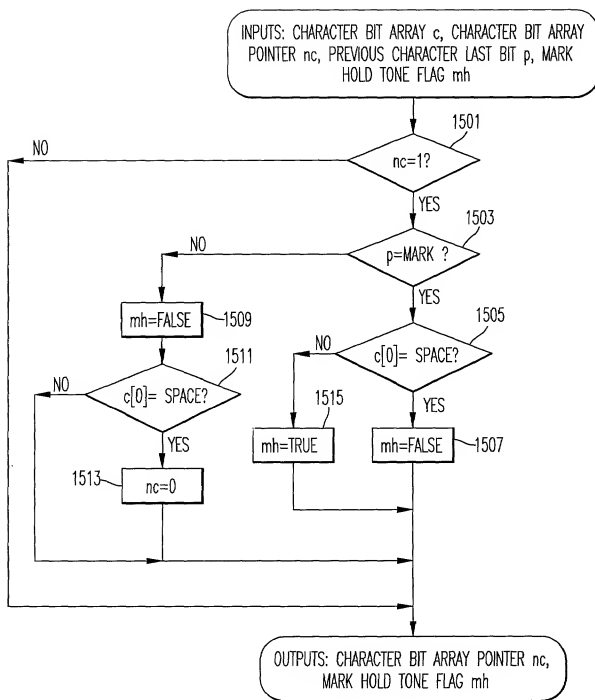 INPUTS: CHARACTER BIT ARRAY c, CHARACTER BIT ARRAY
POINTER nc, PREVIOUS CHARACTER LAST BIT p, MARK
HOLD TONE FLAG mh
1501
NO
nc=1?
YES
1503
NO
p=MARK ?
YES
1505
mh=FALSE
1509
NO
c[0]= SPACE?
1511
NO
c[0]= SPACE?
1515
YES
YES
mh=TRUE
mh=FALSE
1507
1513
nc=0
OUTPUTS: CHARACTER BIT ARRAY POINTER nc,
MARK HOLD TONE FLAG mh